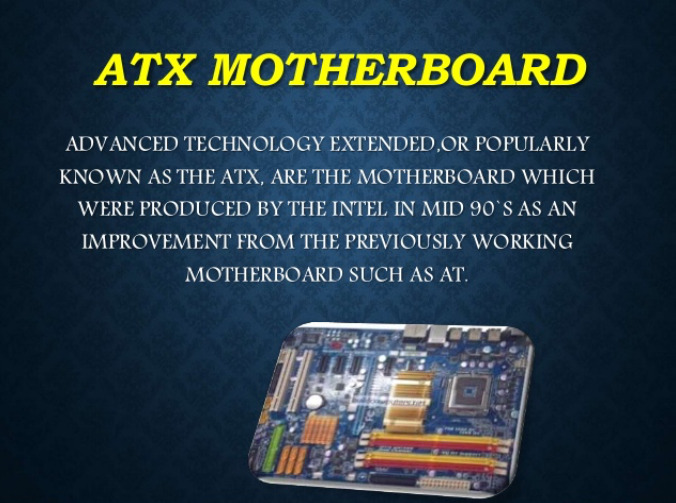 ATX MOTHERBOARD
ADVANCED TECHNOLOGY EXTENDED,OR POPULARLY
KNOWN AS THE ATX, ARE THE MOTHERBOARD WHICH
WERE PRODUCED BY THE INTEL IN MID 90`S AS AN
IMPROVEMENT FROM THE PREVIOUSLY WORKING
MOTHERBOARD SUCH AS AT.